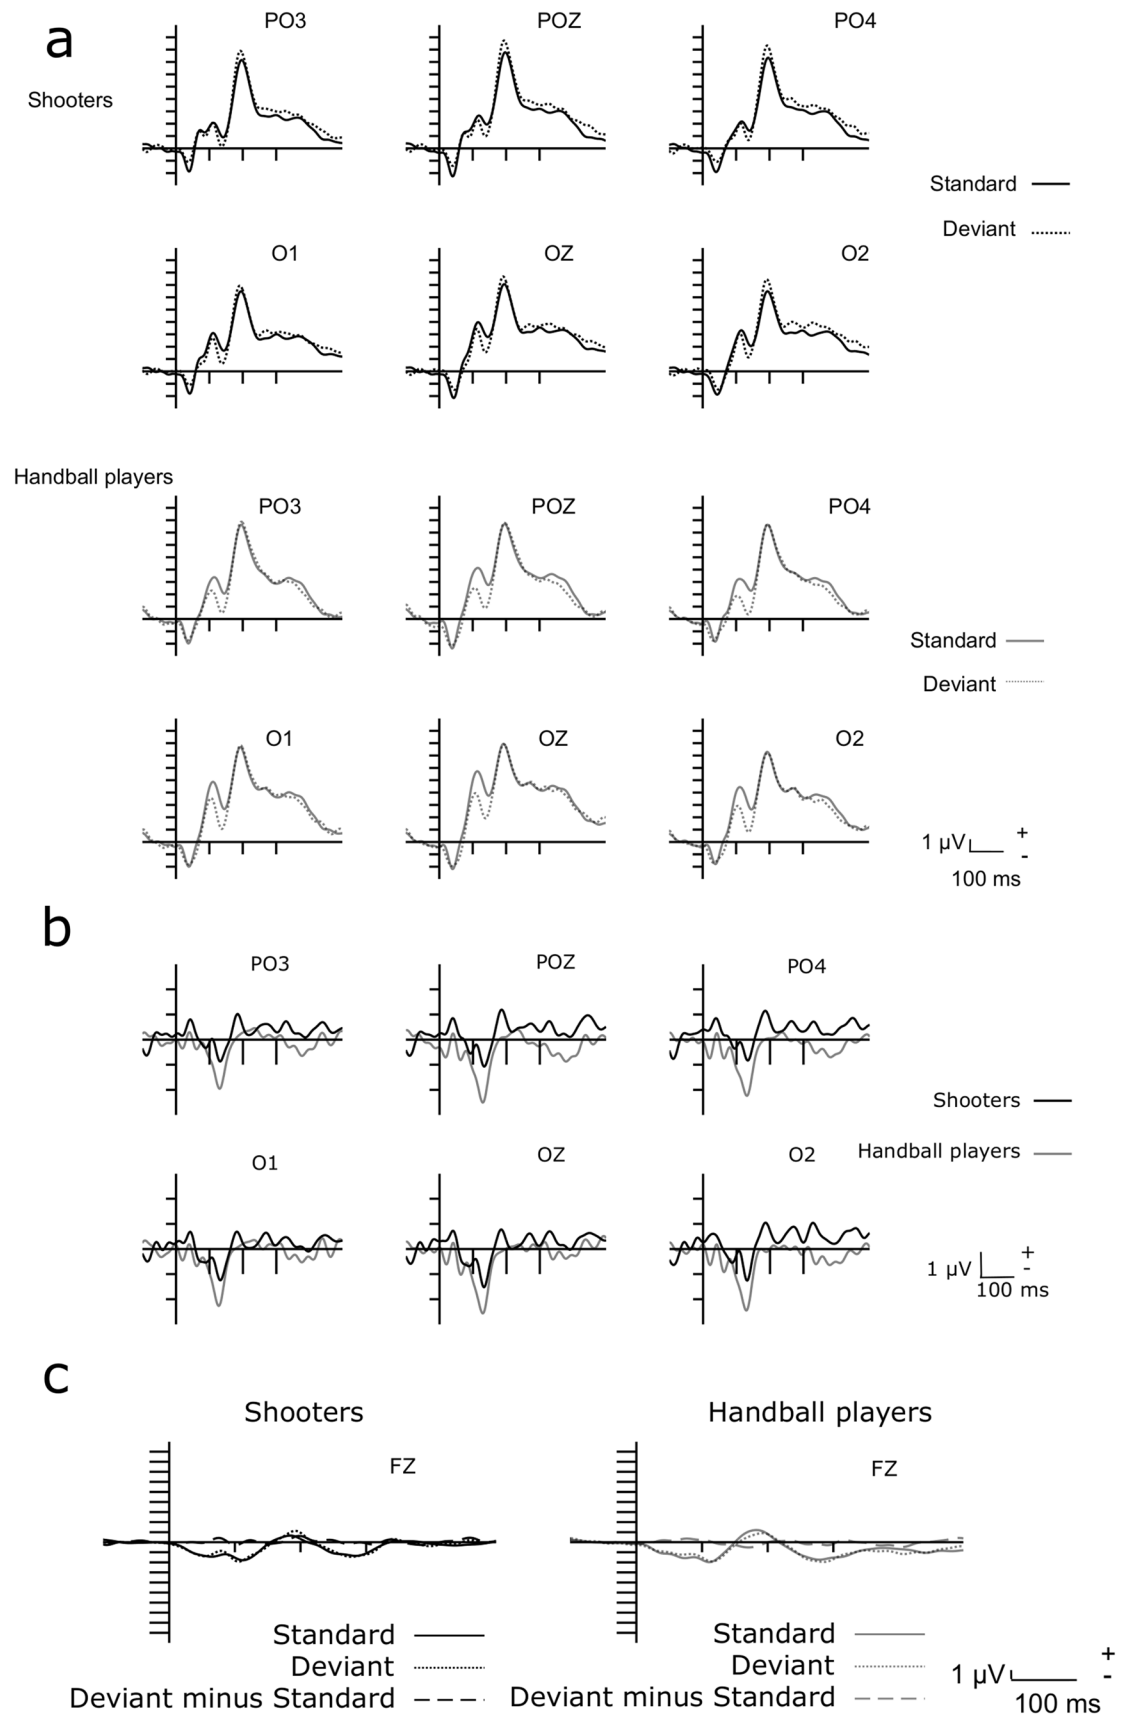 a
PO3 POZ PO4
Shooters
Standard
Deviant
O1 OZ O2
Handball players
PO3 POZ PO4
Standard
Deviant
O1 OZ O2
1 µV + -
100 ms
b
PO3 POZ PO4
Shooters
Handball players
O1 OZ O2
1 µV + -
100 ms
c
Shooters Handball players
FZ FZ
Standard Standard
Deviant Deviant
Deviant minus Standard Deviant minus Standard
1 µV + -
100 ms